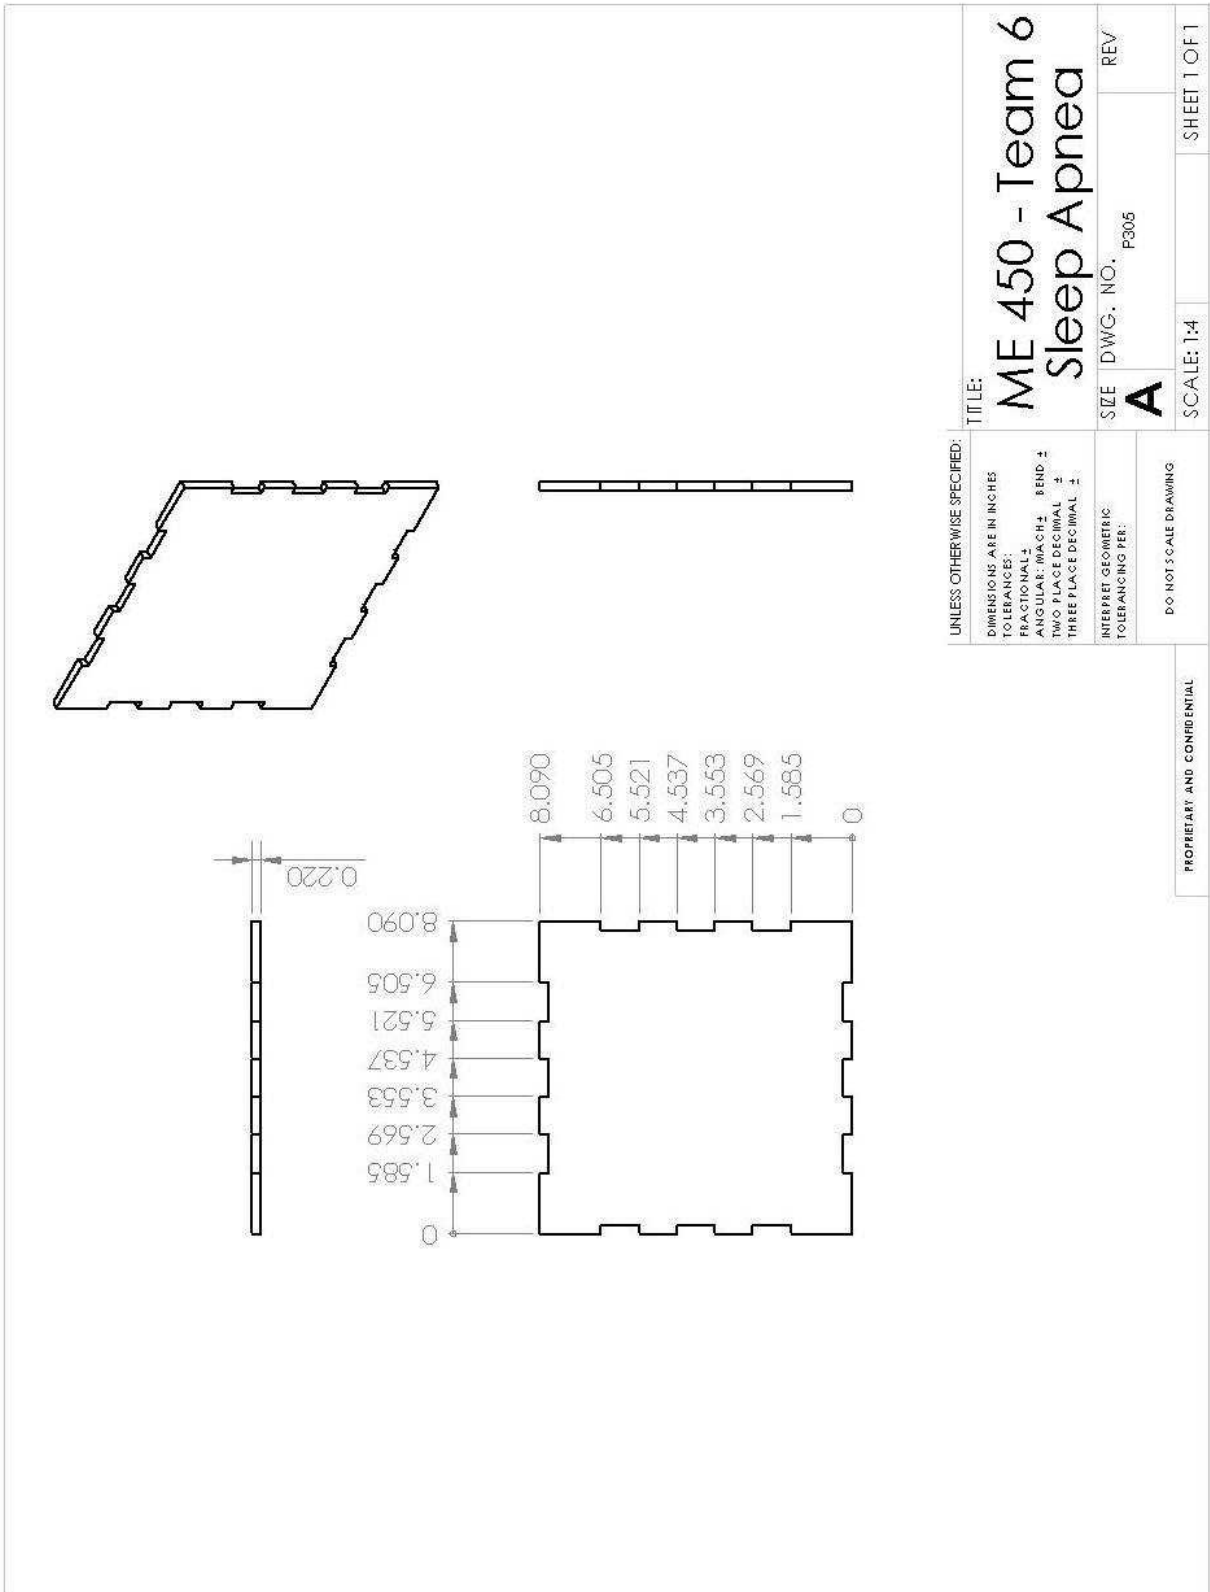 0.220
8.090
6.505
5.521
4.537
3.553
2.569
1.585
0
8.090
6.505
5.521
4.537
3.553
2.569
1.585
0
PROPRIETARY AND CONFIDENTIAL
UNLESS OTHERWISE SPECIFIED:
DIMENSIONS ARE IN INCHES
TOLERANCES:
FRACTIONAL±
ANGULAR: MACH± BEND ±
TWO PLACE DECIMAL ±
THREE PLACE DECIMAL ±
INTERPRET GEOMETRIC
TOLERANCING PER:
DO NOT SCALE DRAWING
TITLE:
ME 450 - Team 6
Sleep Apnea
SIZE
A
DWG. NO.
P305
REV
SCALE: 1:4
SHEET 1 OF 1